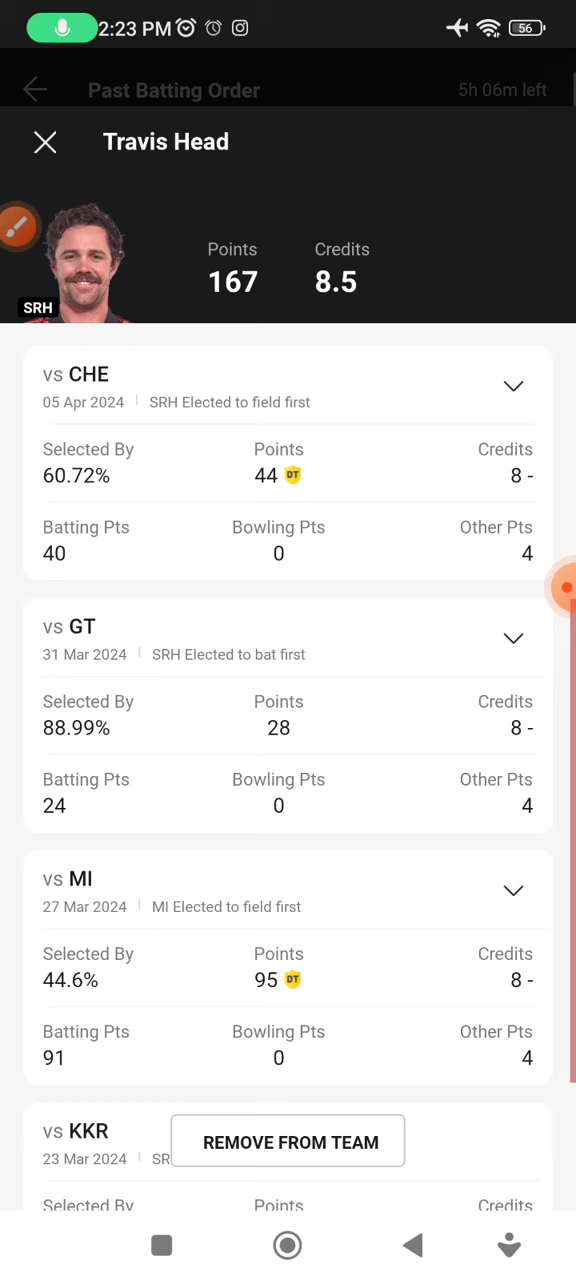 2:23 PM
56
Past Batting Order 5h 06m left
Travis Head
Points Credits
167 8.5
SRH
vs CHE
05 Apr 2024 SRH Elected to field first
Selected By Points Credits
60.72% 44 DT 8 -
Batting Pts Bowling Pts Other Pts
40 0 4
vs GT
31 Mar 2024 SRH Elected to bat first
Selected By Points Credits
88.99% 28 8 -
Batting Pts Bowling Pts Other Pts
24 0 4
vs MI
27 Mar 2024 MI Elected to field first
Selected By Points Credits
44.6% 95 DT 8 -
Batting Pts Bowling Pts Other Pts
91 0 4
vs KKR
REMOVE FROM TEAM
23 Mar 2024 SR
Selected By Points Credits